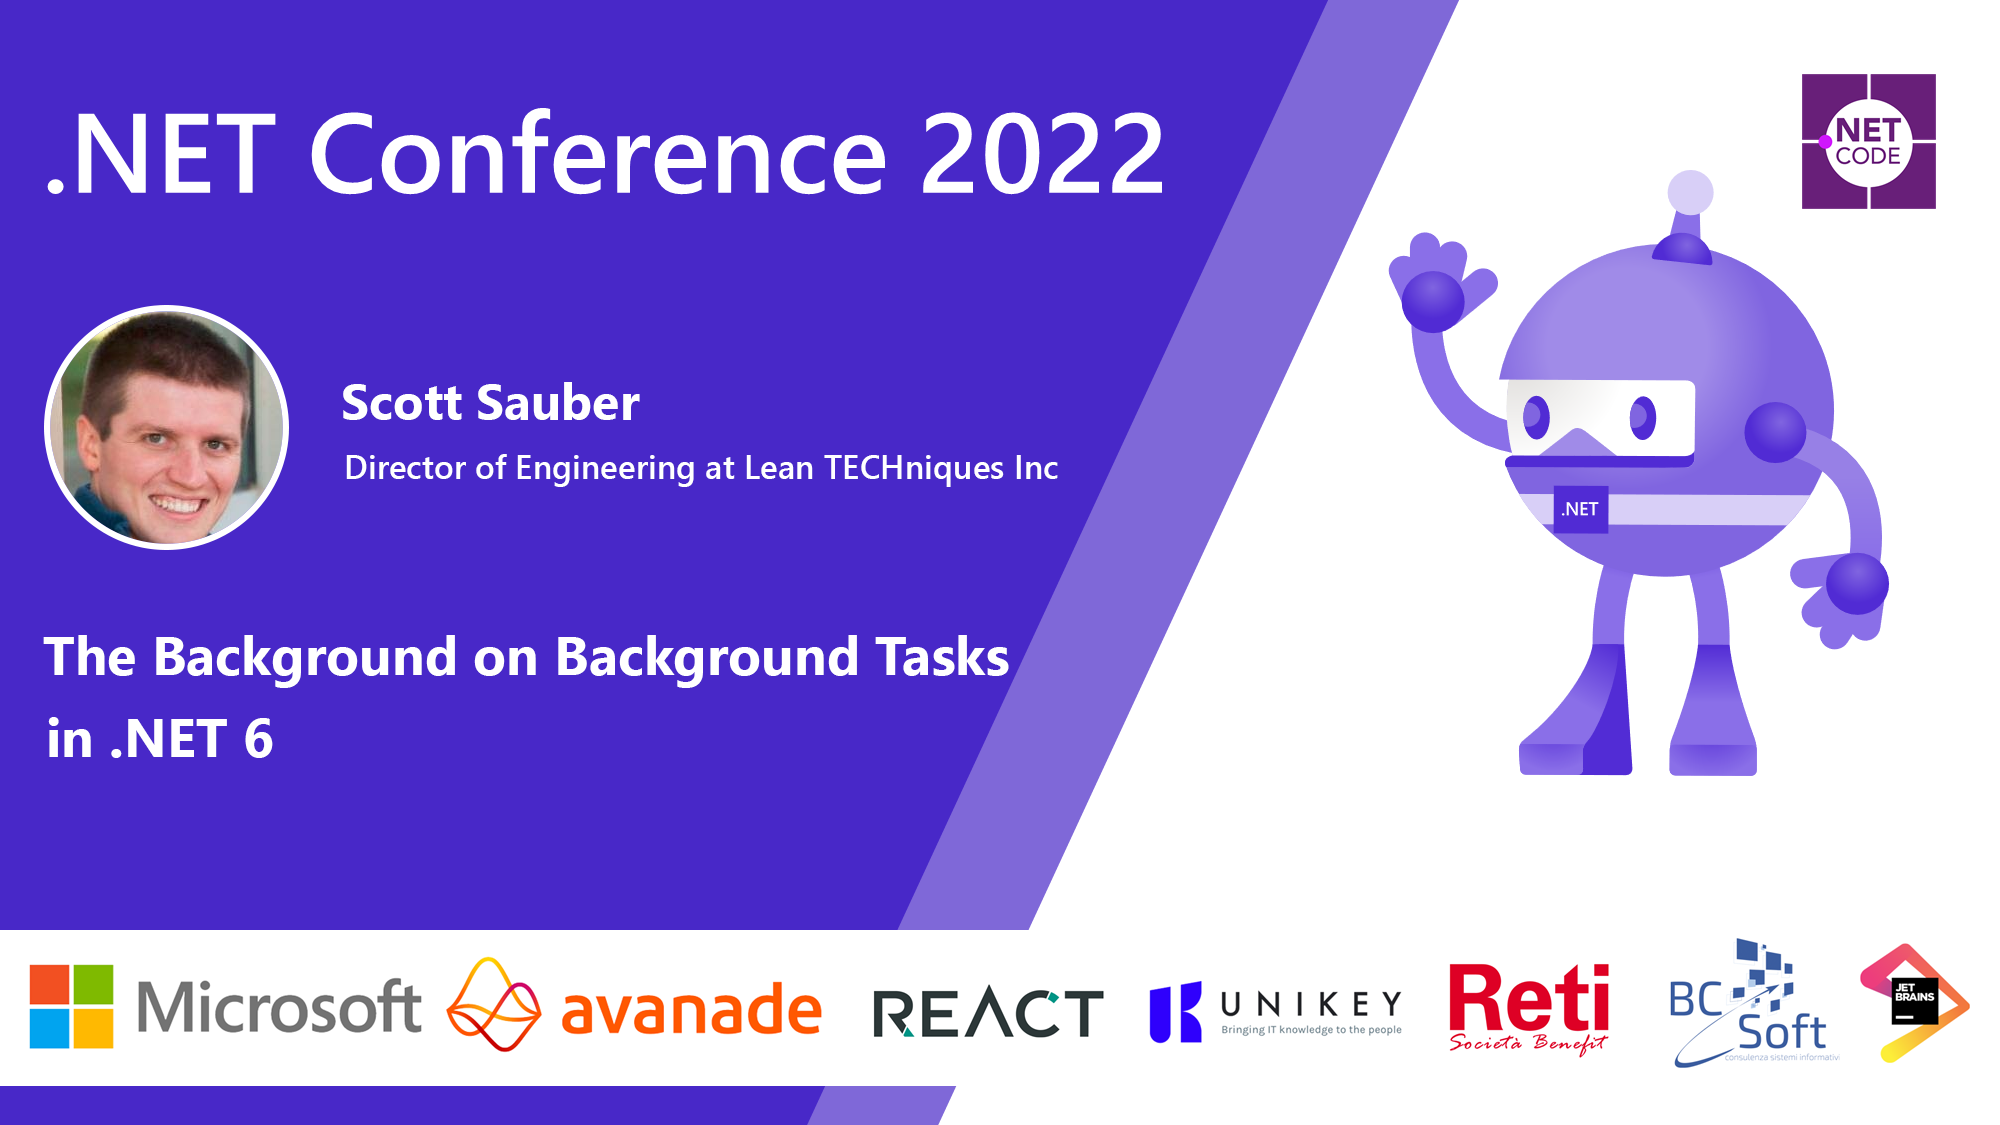 .NET Conference 2022
NET
CODE
Scott Sauber
Director of Engineering at Lean TECHniques Inc
.NET
The Background on Background Tasks
in .NET 6
Microsoft
avanade
REACT
UNIKEY
Bringing IT knowledge to the people
Reti
Società Benefit
BC
Soft
consulenza sistemi informativi
JET
BRAINS